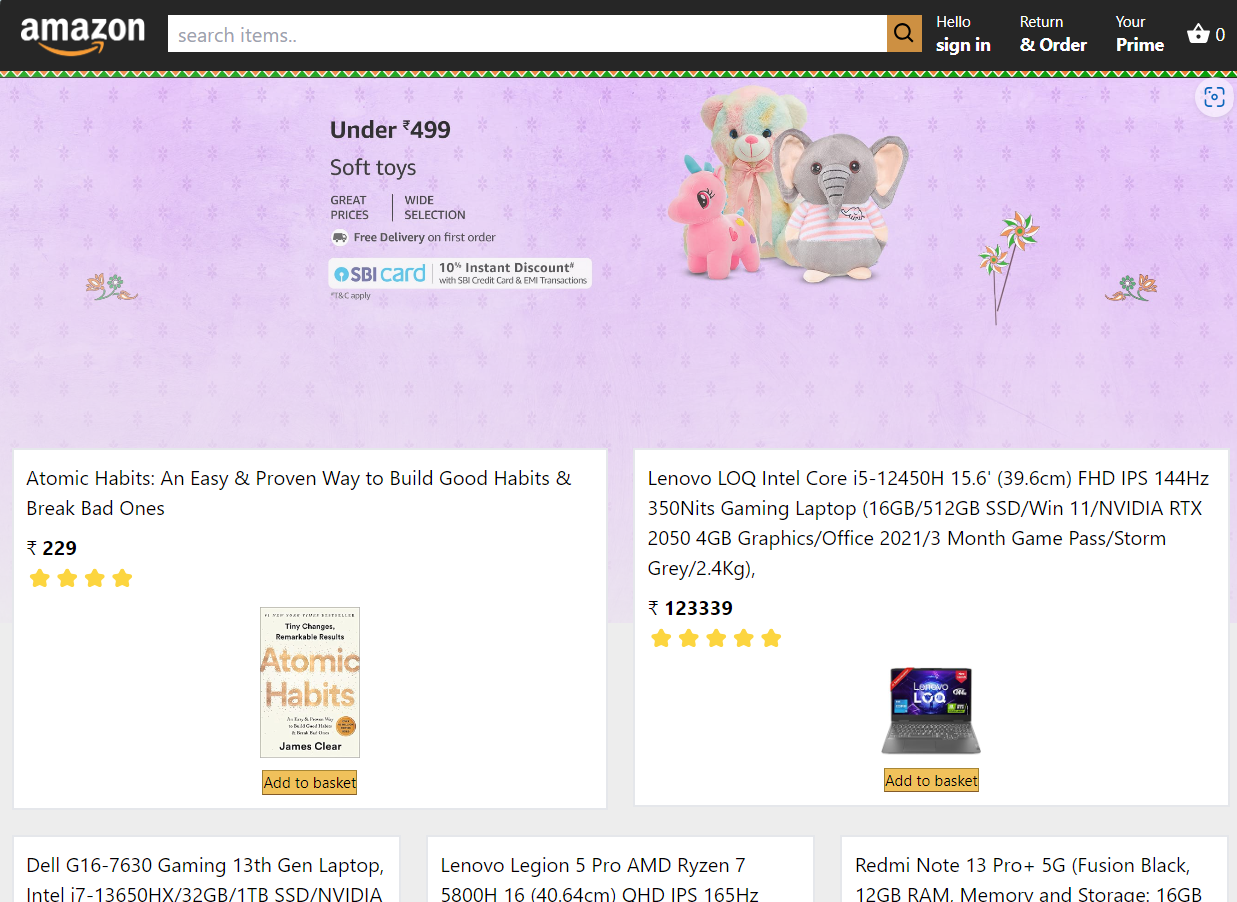 amazon
search items..
Hello
sign in
Return
& Order
Your
Prime
0
Under ₹499
Soft toys
GREAT
PRICES
WIDE
SELECTION
Free Delivery on first order
SBI card
10% Instant Discount#
with SBI Credit Card & EMI Transactions
*T&C apply
Atomic Habits: An Easy & Proven Way to Build Good Habits &
Break Bad Ones
₹ 229
#1 NEW YORK TIMES BESTSELLER
Tiny Changes,
Remarkable Results
Atomic
Habits
An Easy & Proven Way
to Build Good Habits
& Break Bad Ones
James Clear
Add to basket
Lenovo LOQ Intel Core i5-12450H 15.6' (39.6cm) FHD IPS 144Hz
350Nits Gaming Laptop (16GB/512GB SSD/Win 11/NVIDIA RTX
2050 4GB Graphics/Office 2021/3 Month Game Pass/Storm
Grey/2.4Kg),
₹ 123339
Lenovo
LOQ
Add to basket
Dell G16-7630 Gaming 13th Gen Laptop,
Intel i7-13650HX/32GB/1TB SSD/NVIDIA
Lenovo Legion 5 Pro AMD Ryzen 7
5800H 16 (40.64cm) QHD IPS 165Hz
Redmi Note 13 Pro+ 5G (Fusion Black,
12GB RAM, Memory and Storage: 16GB